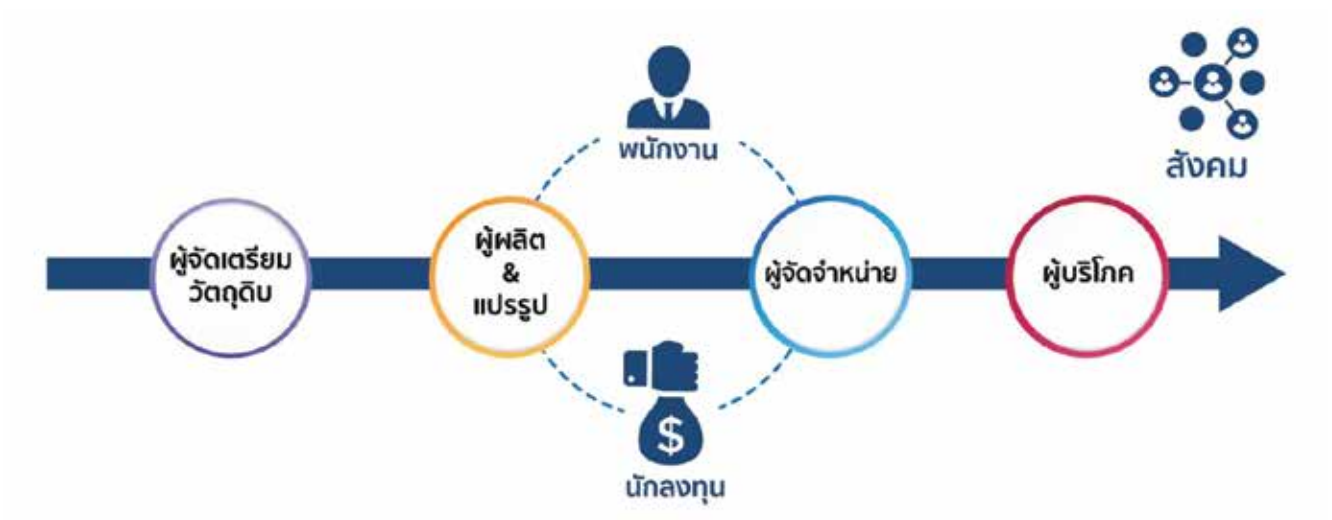 พนักงาน
สังคม
ผู้จัดเตรียม
วัตถุดิบ
ผู้ผลิต
&
แปรรูป
ผู้จัดจำหน่าย
ผู้บริโภค
$
นักลงทุน